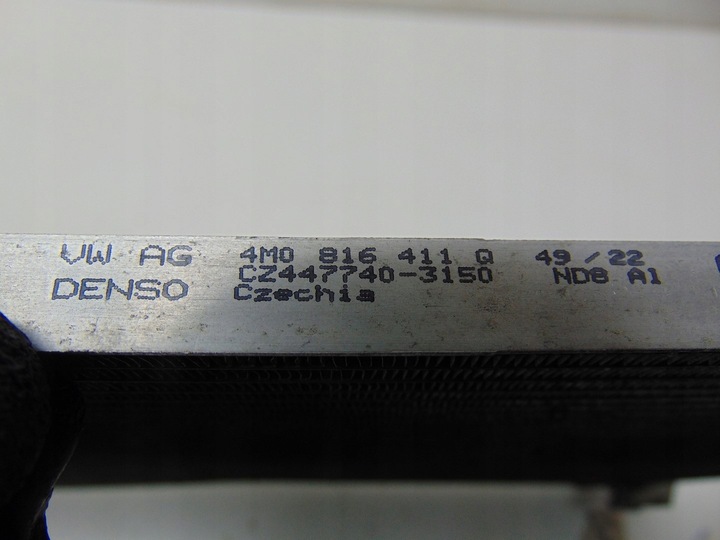 VW AG 4M0 816 411 Q 49/22
CZ447740-3150 ND8 A1
DENSO Czechia